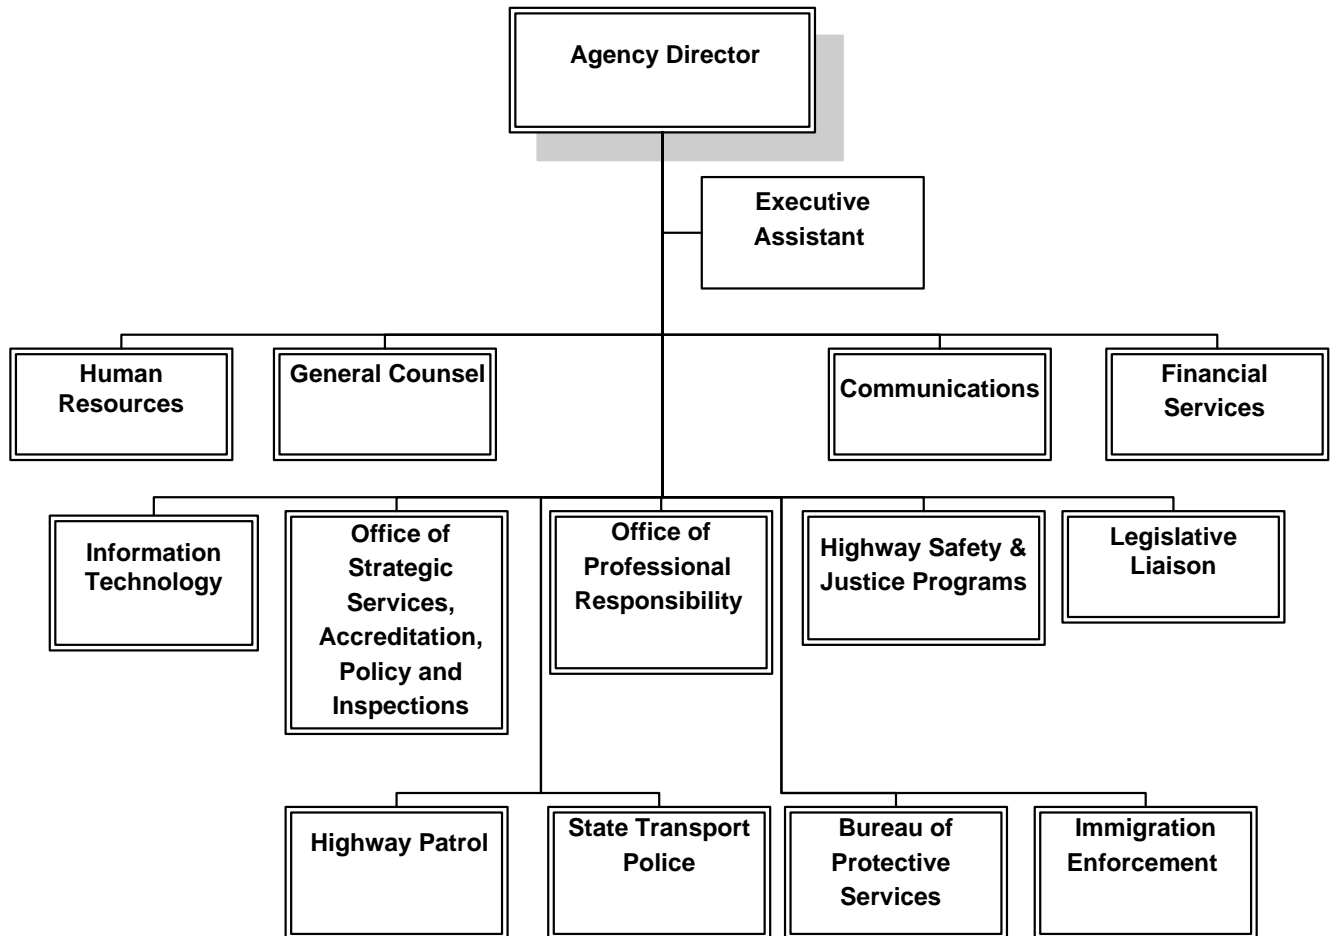 Agency Director
Executive
Assistant
Human
Resources
General Counsel
Communications
Financial
Services
Information
Technology
Office of
Strategic
Services,
Accreditation,
Policy and
Inspections
Office of
Professional
Responsibility
Highway Safety &
Justice Programs
Legislative
Liaison
Highway Patrol
State Transport
Police
Bureau of
Protective
Services
Immigration
Enforcement